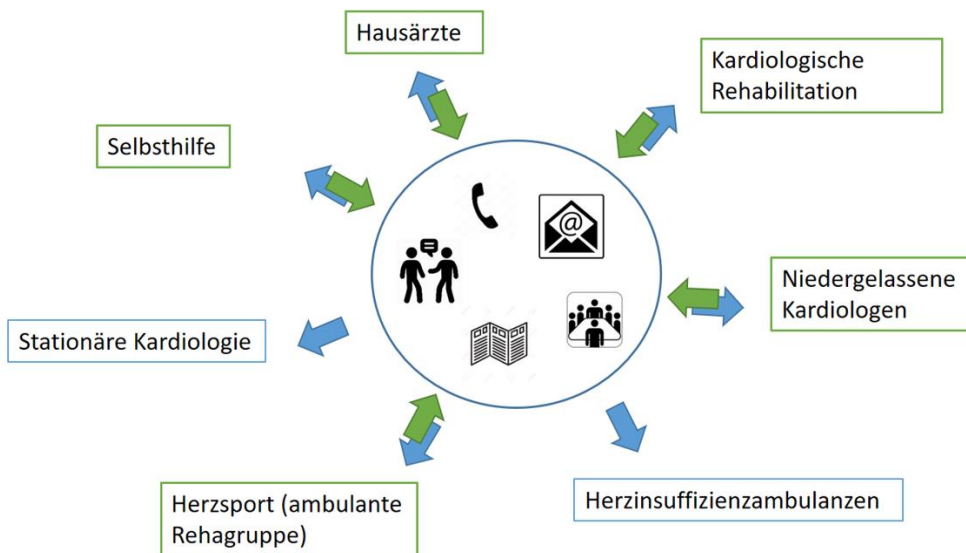 Hausärzte
Kardiologische
Rehabilitation
Selbsthilfe
@
Niedergelassene
Kardiologen
Stationäre Kardiologie
Herzsport (ambulante
Rehagruppe)
Herzinsuffizienzambulanzen